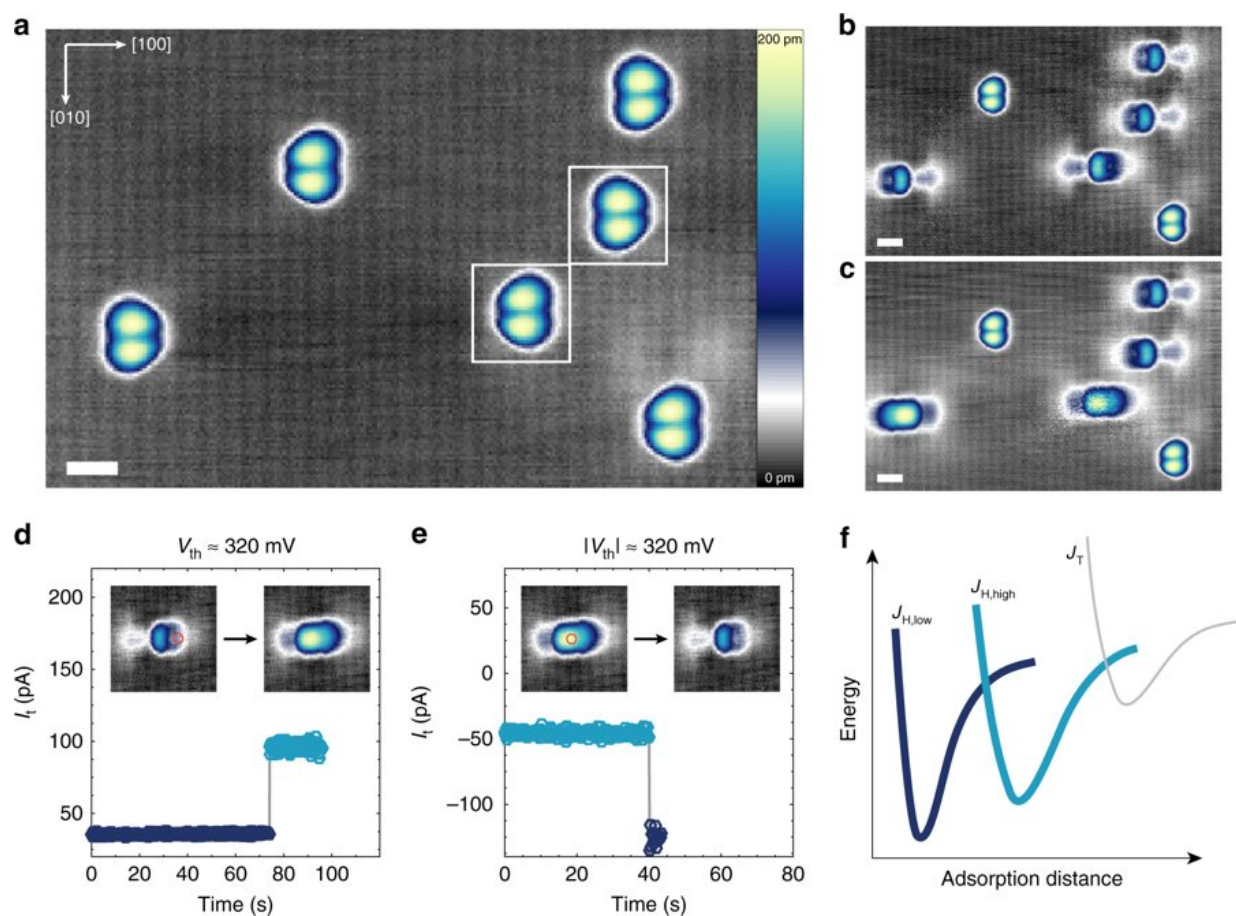 a
[100]
[010]
200 pm
0 pm
b
c
d
V_th ≈ 320 mV
I_t (pA)
200
150
100
50
0 20 40 60 80 100
Time (s)
e
|V_th| ≈ 320 mV
I_t (pA)
50
0
−50
−100
0 20 40 60 80
Time (s)
f
J_T
J_H,high
J_H,low
Energy
Adsorption distance